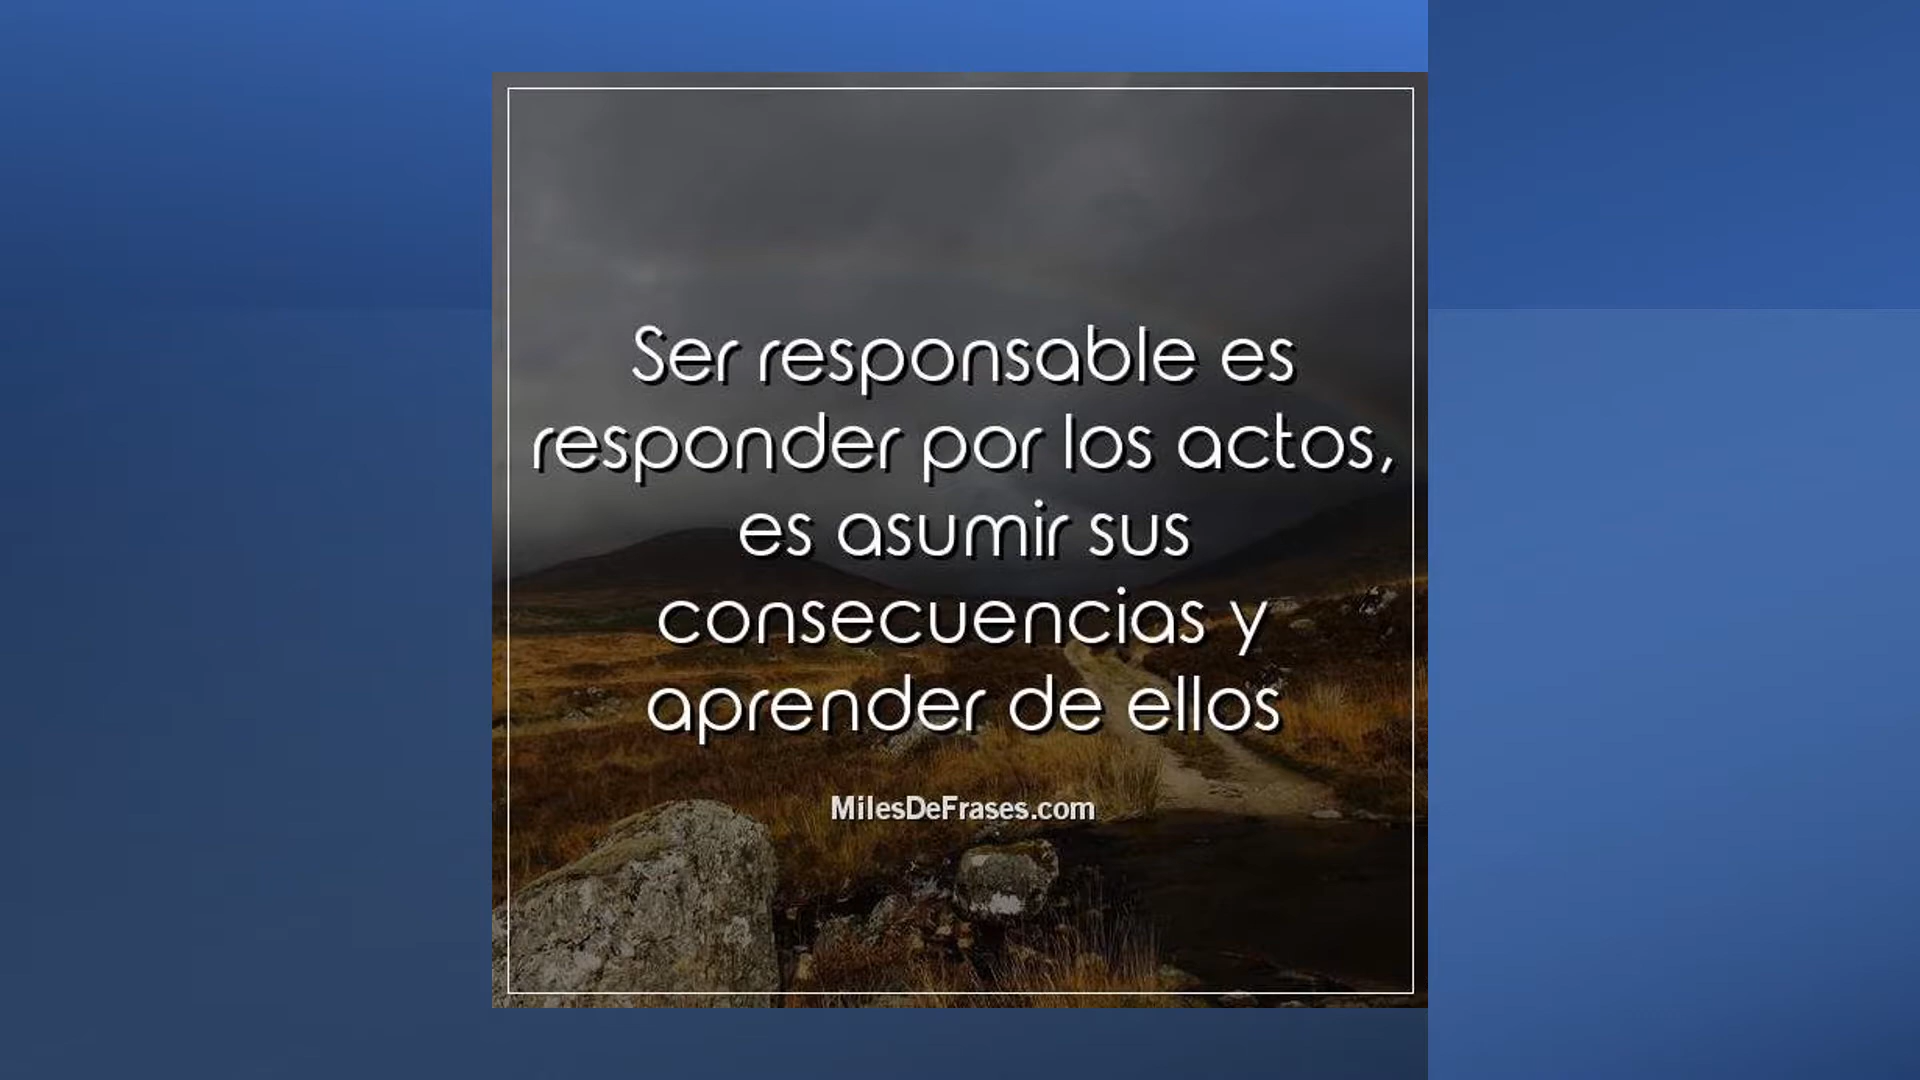 Ser responsable es
responder por los actos,
es asumir sus
consecuencias y
aprender de ellos
MilesDeFrases.com